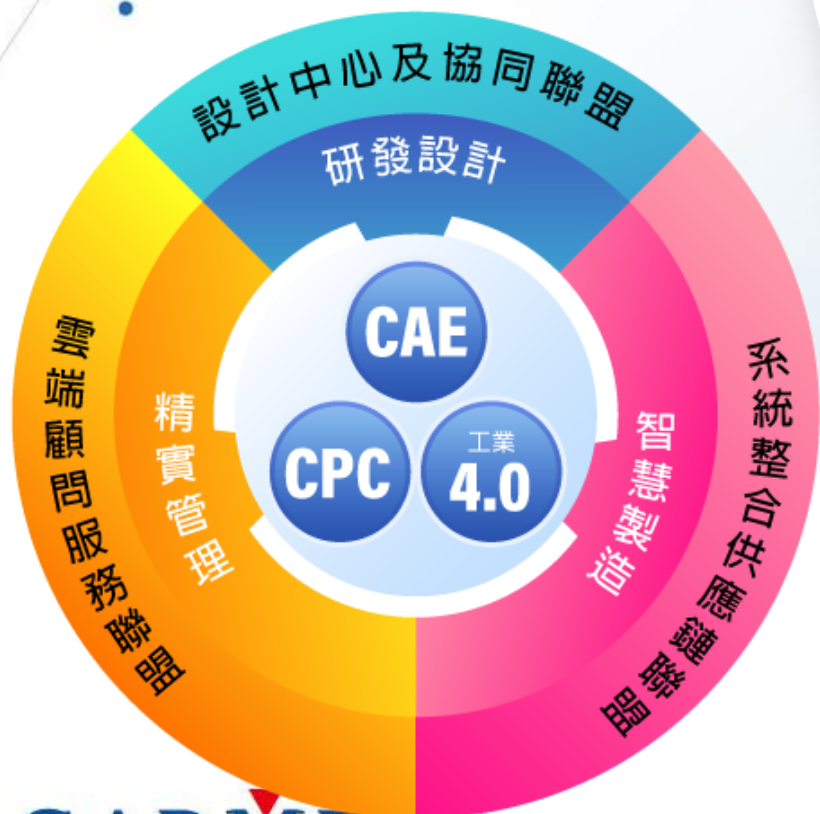 設計中心及協同聯盟
研發設計
CAE
CPC
工業
4.0
精實管理
智慧製造
雲端顧問服務聯盟
系統整合供應鏈聯盟